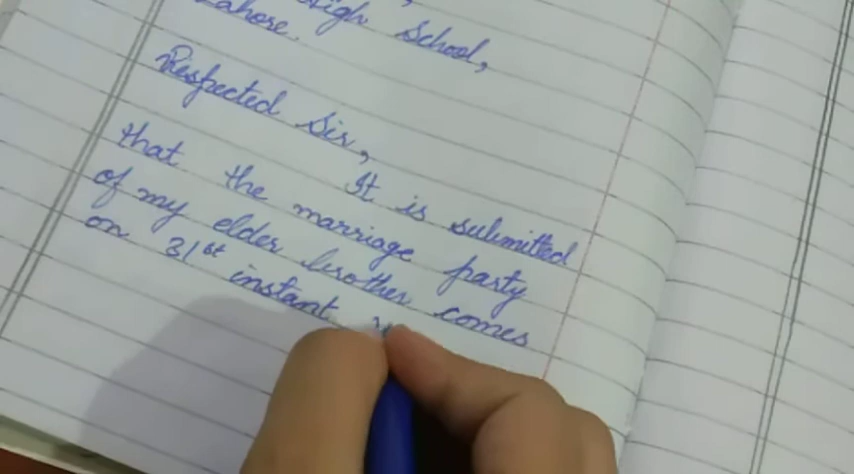 High School,
Lahore.
Respected Sir,
It is submitted
that the marriage party
of my elder brother comes
on 31st instant